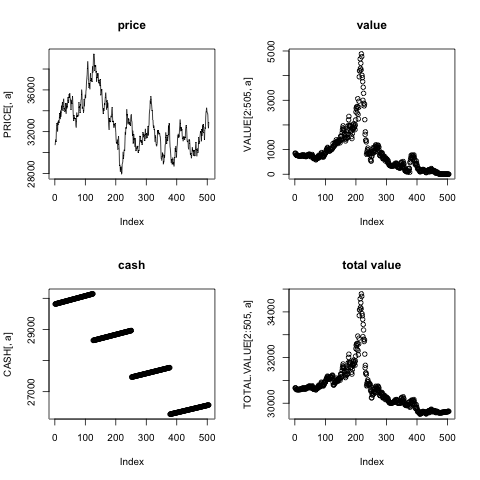 price
PRICE[, a]
28000 32000 36000
0 100 200 300 400 500
Index
value
VALUE[2:505, a]
0 1000 3000 5000
0 100 200 300 400 500
Index
cash
CASH[, a]
27000 29000
0 100 200 300 400 500
Index
total value
TOTAL.VALUE[2:505, a]
30000 32000 34000
0 100 200 300 400 500
Index